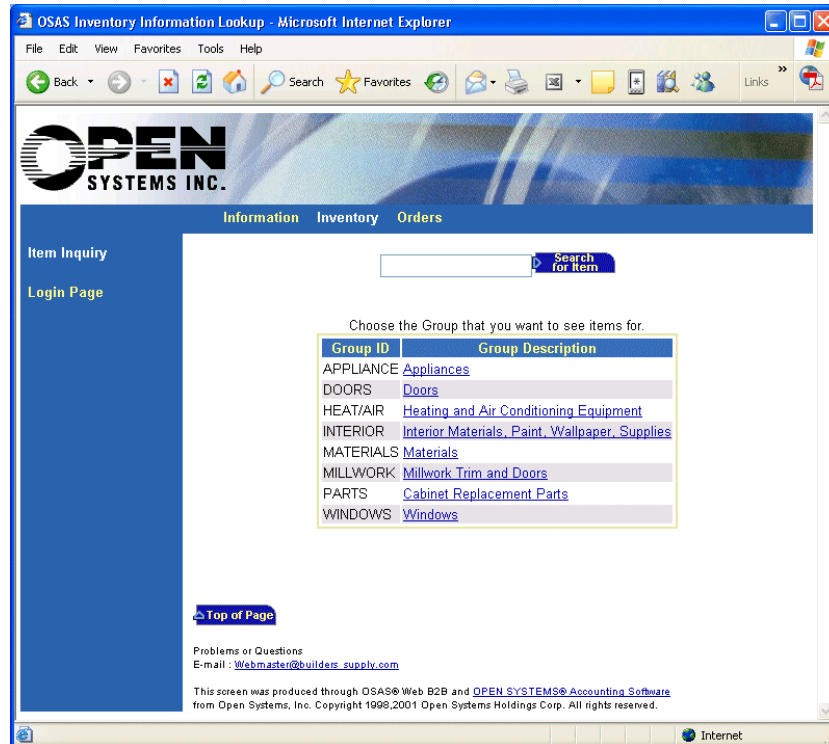 OSAS Inventory Information Lookup - Microsoft Internet Explorer
File Edit View Favorites Tools Help
Back Search Favorites Links »
OPEN
SYSTEMS INC.
Information Inventory Orders
Item Inquiry
Login Page
Search
for Item
Choose the Group that you want to see items for.
Group ID Group Description
APPLIANCE Appliances
DOORS Doors
HEAT/AIR Heating and Air Conditioning Equipment
INTERIOR Interior Materials, Paint, Wallpaper, Supplies
MATERIALS Materials
MILLWORK Millwork Trim and Doors
PARTS Cabinet Replacement Parts
WINDOWS Windows
Top of Page
Problems or Questions
E-mail : Webmaster@builders_supply.com
This screen was produced through OSAS® Web B2B and OPEN SYSTEMS® Accounting Software
from Open Systems, Inc. Copyright 1998,2001 Open Systems Holdings Corp. All rights reserved.
Internet